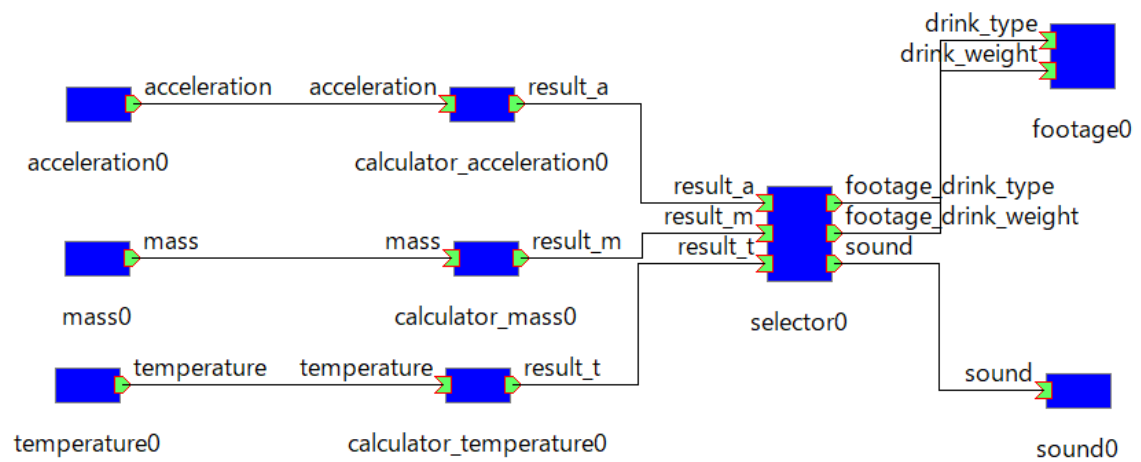 drink_type
drink_weight
footage0
acceleration
acceleration
result_a
acceleration0
calculator_acceleration0
result_a
footage_drink_type
result_m
footage_drink_weight
result_t
sound
selector0
mass
mass
result_m
mass0
calculator_mass0
temperature
temperature
result_t
temperature0
calculator_temperature0
sound
sound0